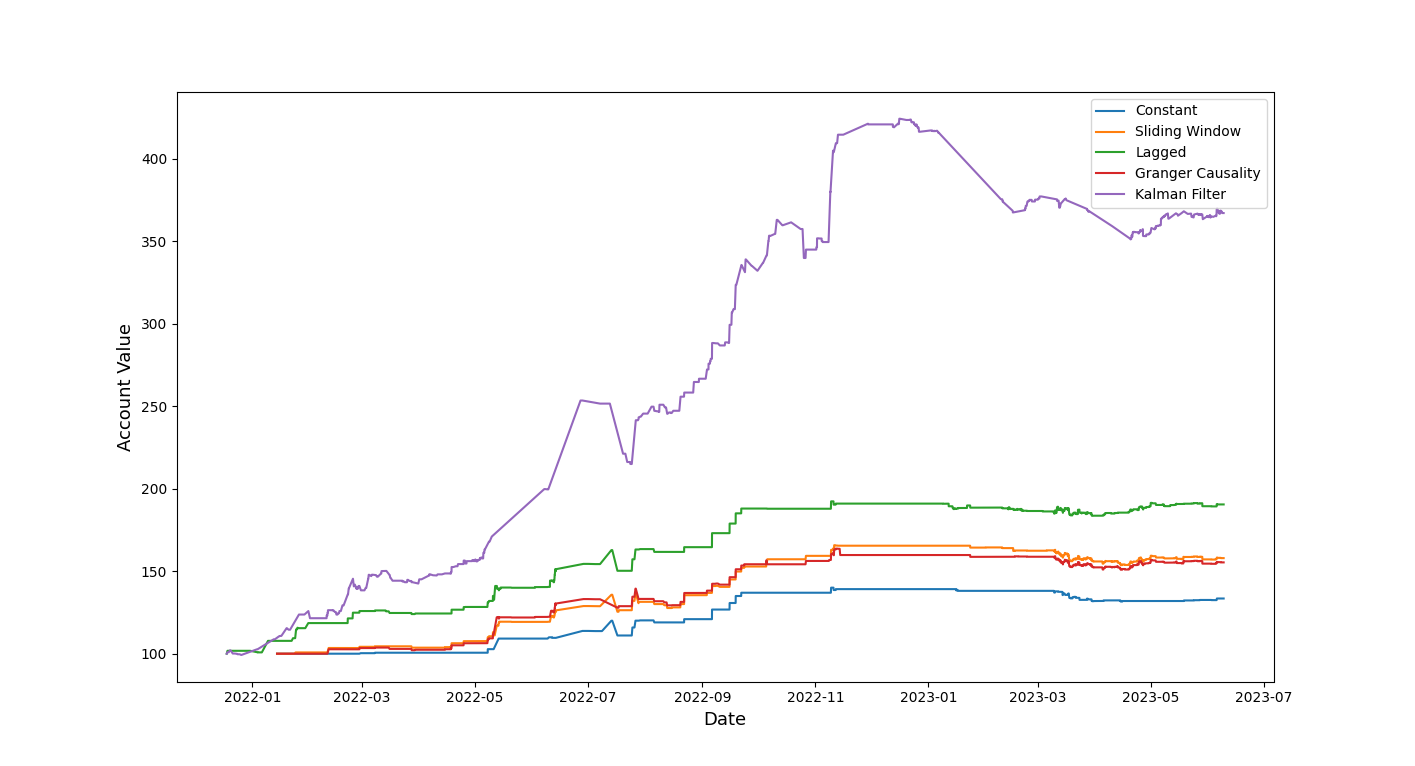 Constant
Sliding Window
Lagged
Granger Causality
Kalman Filter
400
350
300
250
200
150
100
Account Value
2022-01 2022-03 2022-05 2022-07 2022-09 2022-11 2023-01 2023-03 2023-05 2023-07
Date